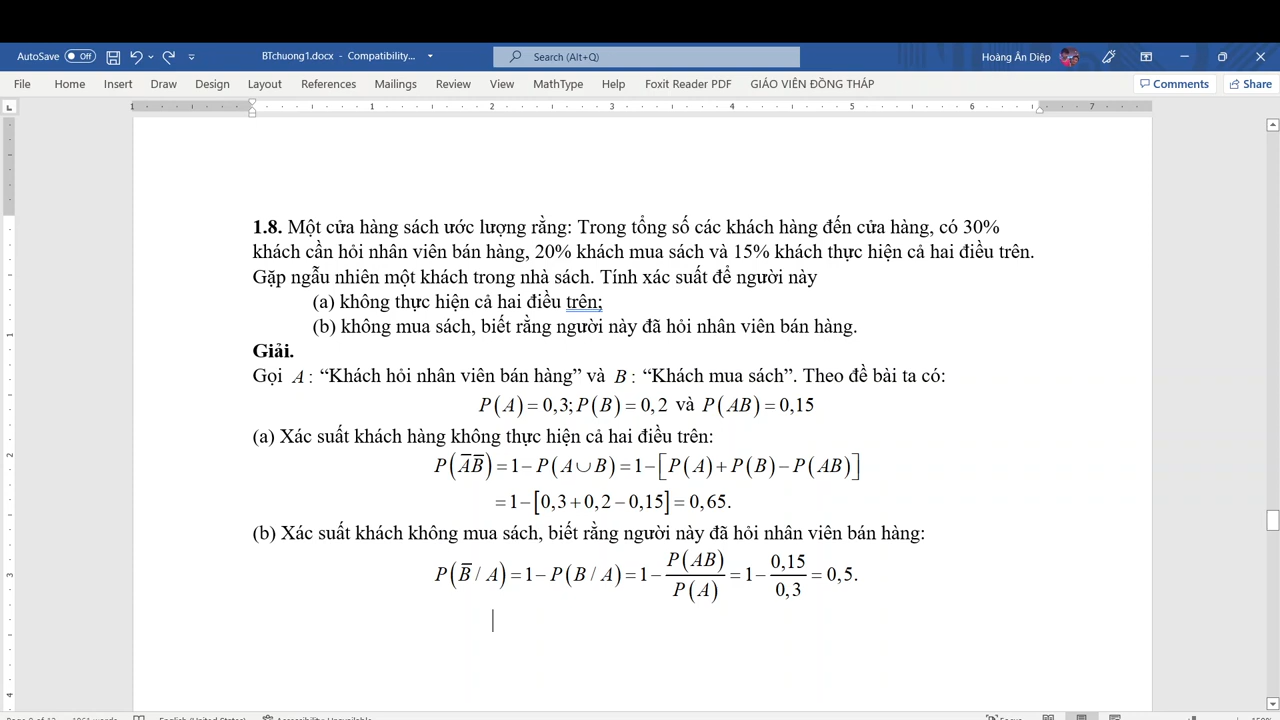 AutoSave Off BTchuong1.docx - Compatibility... Search (Alt+Q) Hoàng Ân Diệp
File Home Insert Draw Design Layout References Mailings Review View MathType Help Foxit Reader PDF GIÁO VIÊN ĐỒNG THÁP Comments Share
1 1 2 3 4 5 6 7
1.8. Một cửa hàng sách ước lượng rằng: Trong tổng số các khách hàng đến cửa hàng, có 30%
khách cần hỏi nhân viên bán hàng, 20% khách mua sách và 15% khách thực hiện cả hai điều trên.
Gặp ngẫu nhiên một khách trong nhà sách. Tính xác suất để người này
(a) không thực hiện cả hai điều trên;
(b) không mua sách, biết rằng người này đã hỏi nhân viên bán hàng.
Giải.
Gọi A : “Khách hỏi nhân viên bán hàng” và B : “Khách mua sách”. Theo đề bài ta có:
P(A) = 0,3; P(B) = 0,2 và P(AB) = 0,15
(a) Xác suất khách hàng không thực hiện cả hai điều trên:
P(A̅B̅) = 1 − P(A ∪ B) = 1 − [P(A) + P(B) − P(AB)]
= 1 − [0,3 + 0,2 − 0,15] = 0,65.
(b) Xác suất khách không mua sách, biết rằng người này đã hỏi nhân viên bán hàng:
P(B̅ / A) = 1 − P(B / A) = 1 − P(AB)/P(A) = 1 − 0,15/0,3 = 0,5.